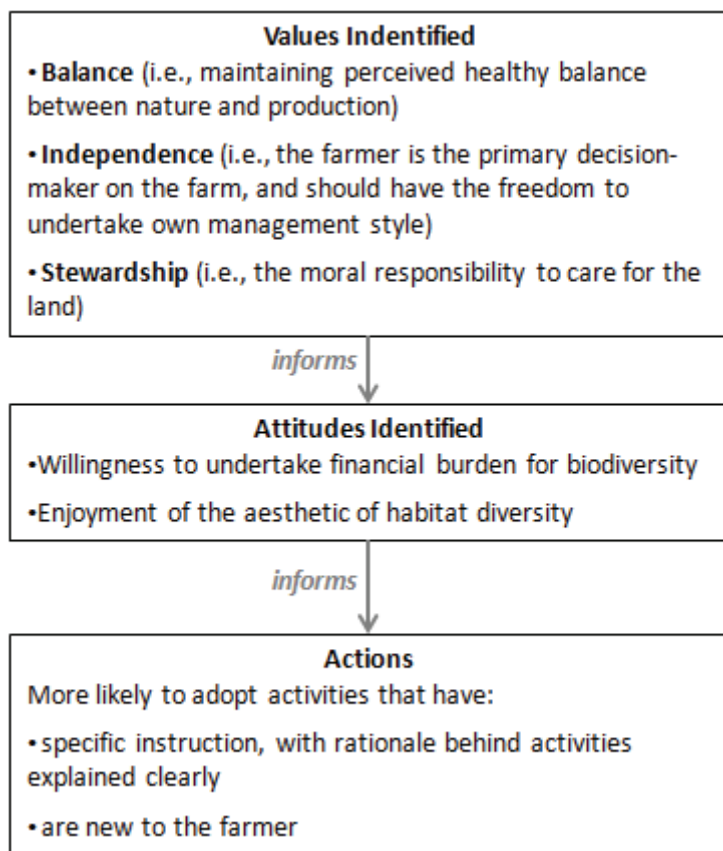 Values Indentified
•Balance (i.e., maintaining perceived healthy balance
between nature and production)
•Independence (i.e., the farmer is the primary decision-
maker on the farm, and should have the freedom to
undertake own management style)
•Stewardship (i.e., the moral responsibility to care for the
land)
informs
Attitudes Identified
•Willingness to undertake financial burden for biodiversity
•Enjoyment of the aesthetic of habitat diversity
informs
Actions
More likely to adopt activities that have:
•specific instruction, with rationale behind activities
explained clearly
•are new to the farmer